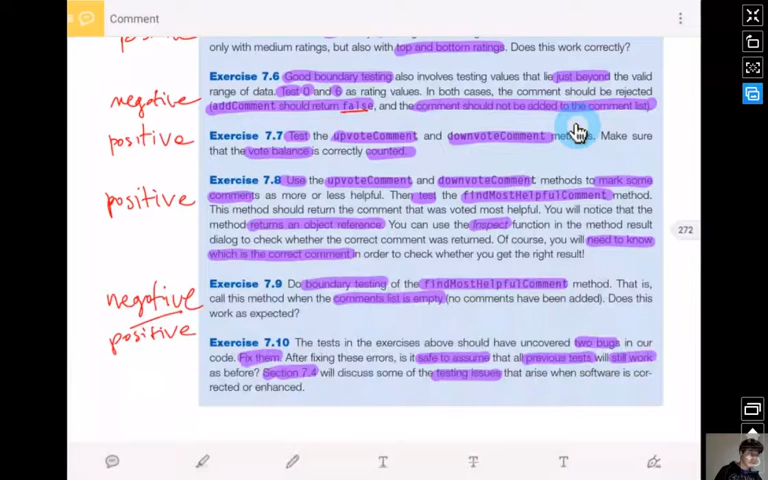 Comment
positive
only with medium ratings, but also with top and bottom ratings. Does this work correctly?
Exercise 7.6 Good boundary testing also involves testing values that lie just beyond the valid
range of data. Test 0 and 6 as rating values. In both cases, the comment should be rejected
negative
(addComment should return false, and the comment should not be added to the comment list).
positive
Exercise 7.7 Test the upvoteComment and downvoteComment methods. Make sure
that the vote balance is correctly counted.
Exercise 7.8 Use the upvoteComment and downvoteComment methods to mark some
positive
comments as more or less helpful. Then test the findMostHelpfulComment method.
This method should return the comment that was voted most helpful. You will notice that the
method returns an object reference. You can use the Inspect function in the method result
272
dialog to check whether the correct comment was returned. Of course, you will need to know
which is the correct comment in order to check whether you get the right result!
Exercise 7.9 Do boundary testing of the findMostHelpfulComment method. That is,
negative
call this method when the comments list is empty (no comments have been added). Does this
work as expected?
positive
Exercise 7.10 The tests in the exercises above should have uncovered two bugs in our
code. Fix them. After fixing these errors, is it safe to assume that all previous tests will still work
as before? Section 7.4 will discuss some of the testing issues that arise when software is cor-
rected or enhanced.
T T T